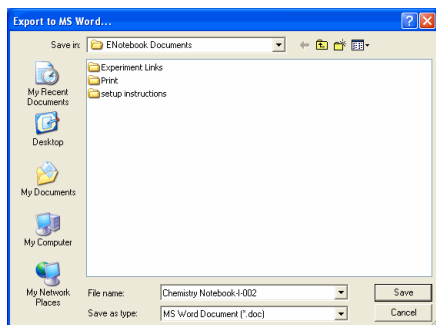 Export to MS Word...
Save in: ENotebook Documents
Experiment Links
Print
setup instructions
My Recent
Documents
Desktop
My Documents
My Computer
My Network
Places
File name: Chemistry Notebook-I-002 Save
Save as type: MS Word Document (*.doc) Cancel